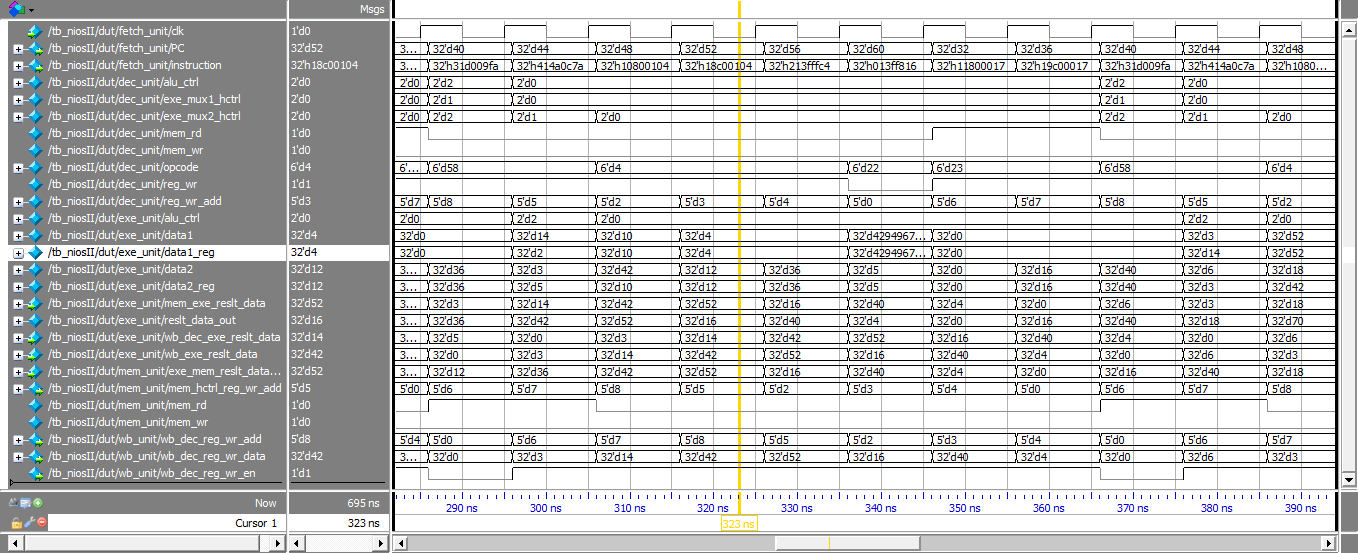 Msgs
/tb_niosII/dut/fetch_unit/clk 1'd0
/tb_niosII/dut/fetch_unit/PC 32'd52 3... 32'd40 32'd44 32'd48 32'd52 32'd56 32'd60 32'd32 32'd36 32'd40 32'd44 32'd48
/tb_niosII/dut/fetch_unit/instruction 32'h18c00104 3... 32'h31d009fa 32'h414a0c7a 32'h10800104 32'h18c00104 32'h213fffc4 32'h013ff816 32'h11800017 32'h19c00017 32'h31d009fa 32'h414a0c7a 32'h1080...
/tb_niosII/dut/dec_unit/alu_ctrl 2'd0 2'd0 2'd2 2'd0 2'd2 2'd0
/tb_niosII/dut/dec_unit/exe_mux1_hctrl 2'd0 2'd0 2'd1 2'd0 2'd1 2'd0
/tb_niosII/dut/dec_unit/exe_mux2_hctrl 2'd0 2'd0 2'd2 2'd1 2'd0 2'd2 2'd1 2'd0
/tb_niosII/dut/dec_unit/mem_rd 1'd0
/tb_niosII/dut/dec_unit/mem_wr 1'd0
/tb_niosII/dut/dec_unit/opcode 6'd4 6'... 6'd58 6'd4 6'd22 6'd23 6'd58 6'd4
/tb_niosII/dut/dec_unit/reg_wr 1'd1
/tb_niosII/dut/dec_unit/reg_wr_add 5'd3 5'd7 5'd8 5'd5 5'd2 5'd3 5'd4 5'd0 5'd6 5'd7 5'd8 5'd5 5'd2
/tb_niosII/dut/exe_unit/alu_ctrl 2'd0 2'd0 2'd2 2'd0 2'd2 2'd0
/tb_niosII/dut/exe_unit/data1 32'd4 32'd0 32'd14 32'd10 32'd4 32'd4294967... 32'd0 32'd3 32'd52
/tb_niosII/dut/exe_unit/data1_reg 32'd4 32'd0 32'd2 32'd10 32'd4 32'd4294967... 32'd0 32'd14 32'd52
/tb_niosII/dut/exe_unit/data2 32'd12 3... 32'd36 32'd3 32'd42 32'd12 32'd36 32'd5 32'd0 32'd16 32'd40 32'd6 32'd18
/tb_niosII/dut/exe_unit/data2_reg 32'd12 3... 32'd36 32'd5 32'd10 32'd12 32'd36 32'd5 32'd0 32'd16 32'd40 32'd3 32'd42
/tb_niosII/dut/exe_unit/mem_exe_reslt_data 32'd52 3... 32'd3 32'd14 32'd42 32'd52 32'd16 32'd40 32'd4 32'd0 32'd6 32'd3 32'd18
/tb_niosII/dut/exe_unit/reslt_data_out 32'd16 3... 32'd36 32'd42 32'd52 32'd16 32'd40 32'd4 32'd0 32'd16 32'd40 32'd18 32'd70
/tb_niosII/dut/exe_unit/wb_dec_exe_reslt_data 32'd14 3... 32'd5 32'd0 32'd3 32'd14 32'd42 32'd52 32'd16 32'd40 32'd4 32'd0 32'd6
/tb_niosII/dut/exe_unit/wb_exe_reslt_data 32'd42 3... 32'd0 32'd3 32'd14 32'd42 32'd52 32'd16 32'd40 32'd4 32'd0 32'd6 32'd3
/tb_niosII/dut/mem_unit/exe_mem_reslt_data... 32'd52 3... 32'd12 32'd36 32'd42 32'd52 32'd16 32'd40 32'd4 32'd0 32'd16 32'd40 32'd18
/tb_niosII/dut/mem_unit/mem_hctrl_reg_wr_add 5'd5 5'd0 5'd6 5'd7 5'd8 5'd5 5'd2 5'd3 5'd4 5'd0 5'd6 5'd7 5'd8
/tb_niosII/dut/mem_unit/mem_rd 1'd0
/tb_niosII/dut/mem_unit/mem_wr 1'd0
/tb_niosII/dut/wb_unit/wb_dec_reg_wr_add 5'd8 5'd4 5'd0 5'd6 5'd7 5'd8 5'd5 5'd2 5'd3 5'd4 5'd0 5'd6 5'd7
/tb_niosII/dut/wb_unit/wb_dec_reg_wr_data 32'd42 3... 32'd0 32'd3 32'd14 32'd42 32'd52 32'd16 32'd40 32'd4 32'd0 32'd6 32'd3
/tb_niosII/dut/wb_unit/wb_dec_reg_wr_en 1'd1
Now 695 ns 290 ns 300 ns 310 ns 320 ns 330 ns 340 ns 350 ns 360 ns 370 ns 380 ns 390 ns
Cursor 1 323 ns 323 ns